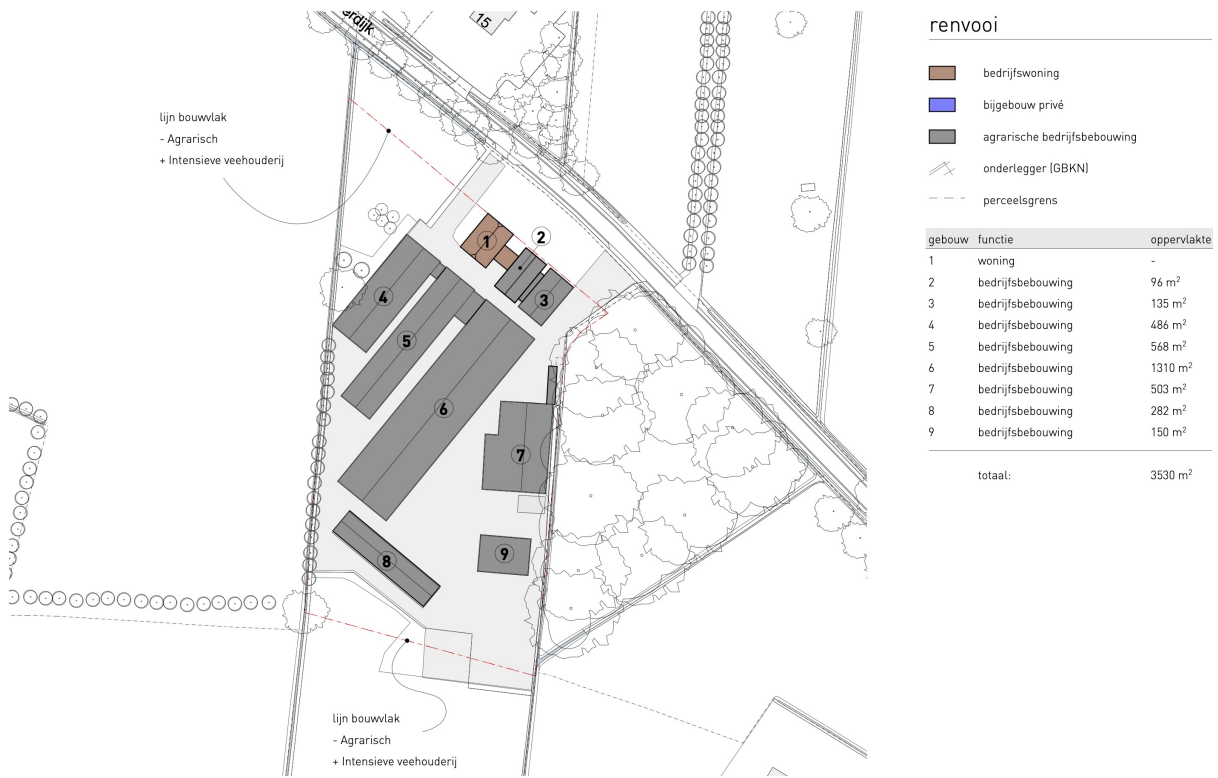 erdijk
15
lijn bouwvlak
- Agrarisch
+ Intensieve veehouderij
1
2
3
4
5
6
7
8
9
lijn bouwvlak
- Agrarisch
+ Intensieve veehouderij
renvooi
bedrijfswoning
bijgebouw privé
agrarische bedrijfsbebouwing
onderlegger (GBKN)
perceelsgrens
gebouw functie oppervlakte
1 woning -
2 bedrijfsbebouwing 96 m²
3 bedrijfsbebouwing 135 m²
4 bedrijfsbebouwing 486 m²
5 bedrijfsbebouwing 568 m²
6 bedrijfsbebouwing 1310 m²
7 bedrijfsbebouwing 503 m²
8 bedrijfsbebouwing 282 m²
9 bedrijfsbebouwing 150 m²
totaal: 3530 m²